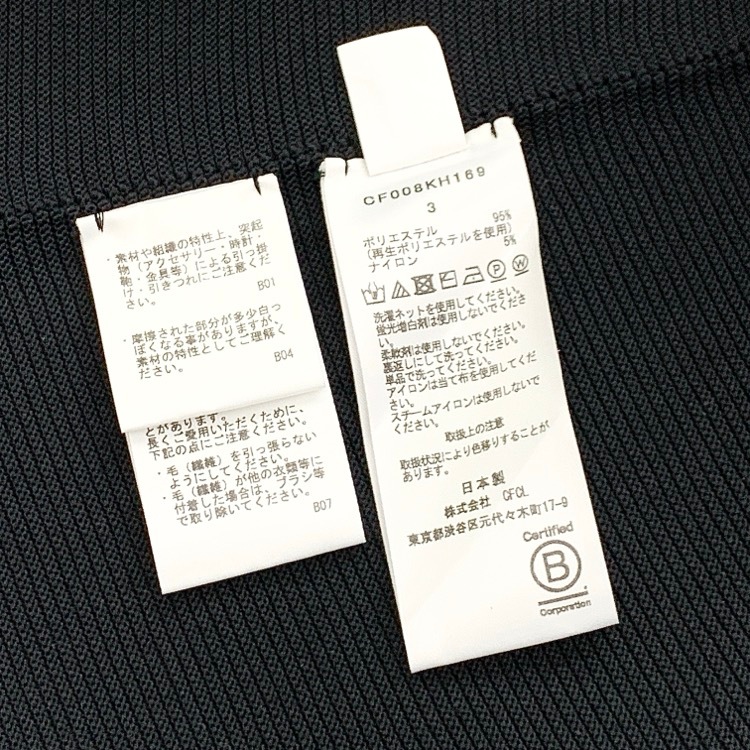 ・素材や組織の特性上、突起
物（アクセサリー・時計・
鞄・金具等）による引っ掛
け・引きつれにご注意くだ
さい。
B01
・摩擦された部分が多少白っ
ぽくなる事がありますが、
素材の特性としてご理解く
ださい。
B04
とがあります。
長くご愛用いただくために、
下記の点にご注意ください。
・毛（繊維）を引っ張らない
ようにしてください。
・毛（繊維）が他の衣類等に
付着した場合は、ブラシ等
で取り除いてください。
B07
CF008KH169
3
ポリエステル 95%
（再生ポリエステルを使用）
ナイロン 5%
洗濯ネットを使用してください。
蛍光増白剤は使用しないでくださ
い。
柔軟剤は使用しないでください。
裏返しにして洗ってください。
単品で洗ってください。
アイロンは当て布を使用してくだ
さい。
スチームアイロンは使用しないで
ください。
取扱上の注意
取扱状況により色移りすることが
あります。
日本製
株式会社 CFCL
東京都渋谷区元代々木町17-9
Certified
B
Corporation